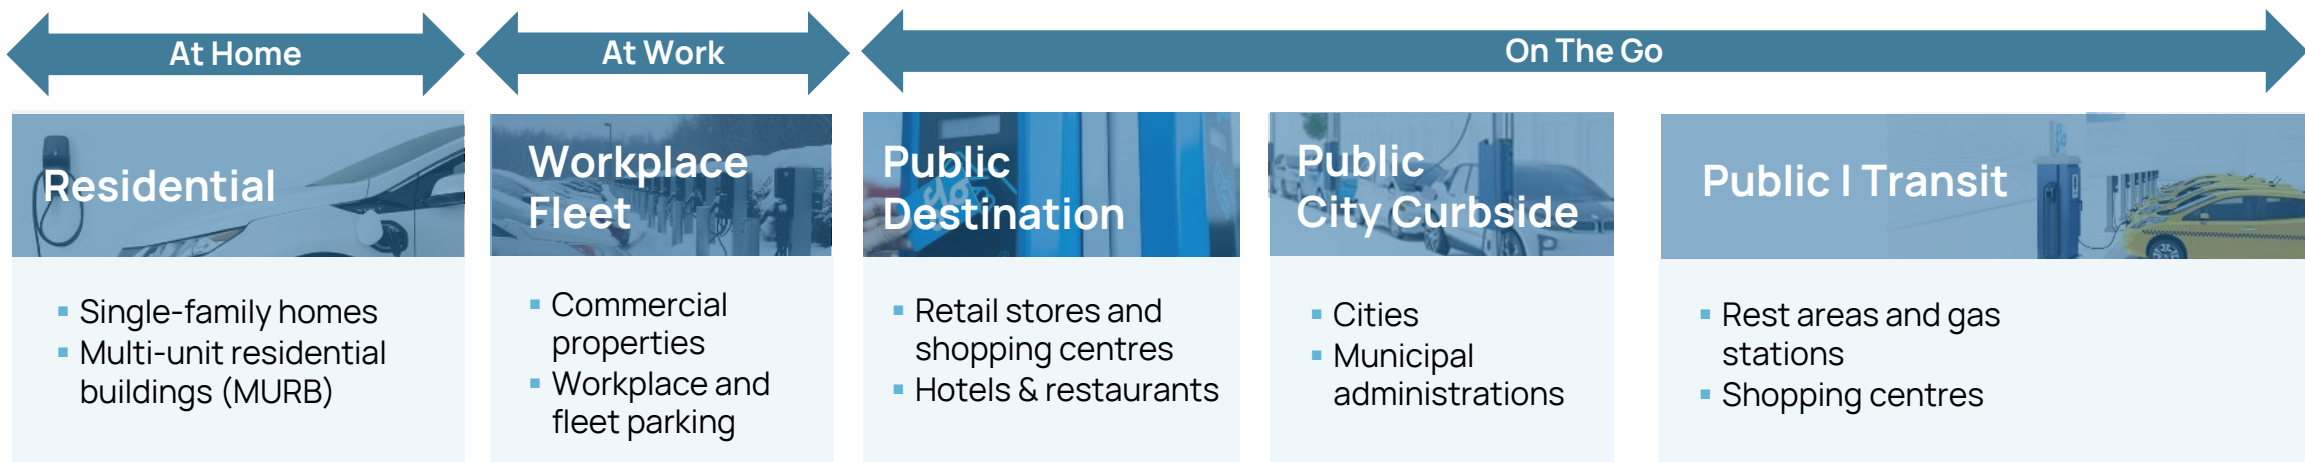 At Home
At Work
On The Go
Residential
Workplace
Fleet
Public
Destination
Public
City Curbside
Public | Transit
▪ Single-family homes
▪ Multi-unit residential
buildings (MURB)
▪ Commercial
properties
▪ Workplace and
fleet parking
▪ Retail stores and
shopping centres
▪ Hotels & restaurants
▪ Cities
▪ Municipal
administrations
▪ Rest areas and gas
stations
▪ Shopping centres